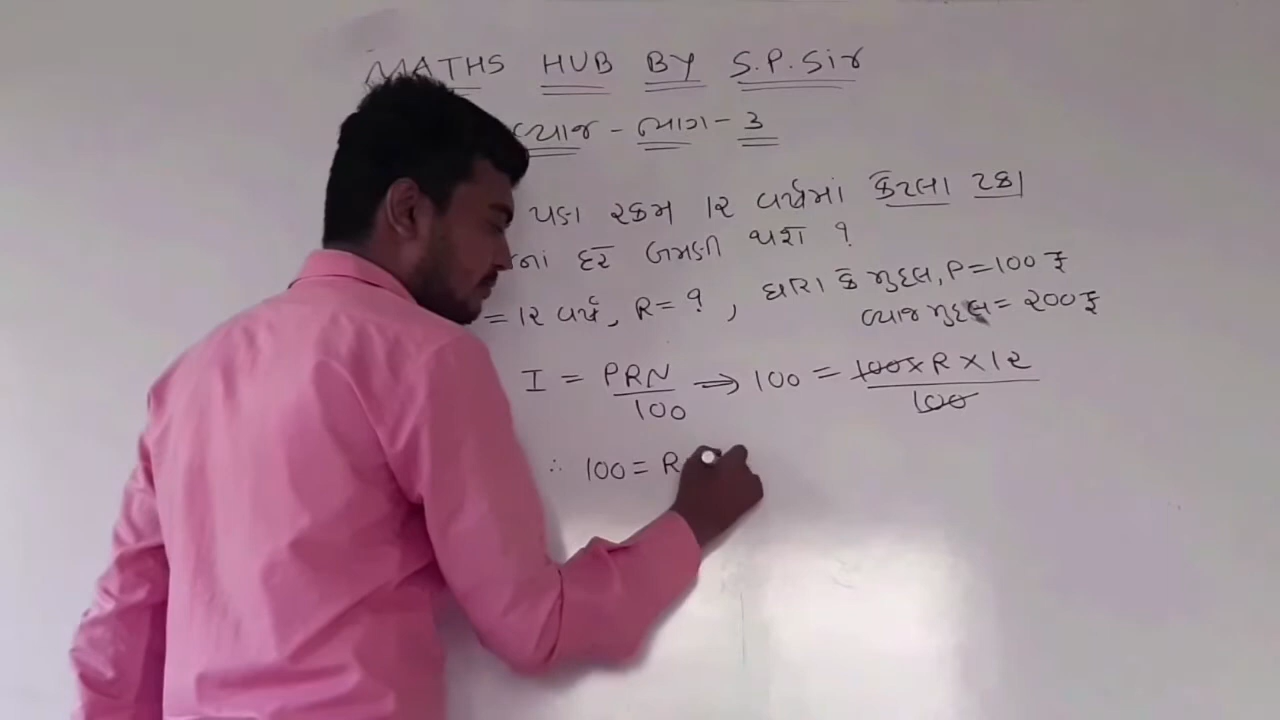 MATHS HUB BY S.P.Sir
વ્યાજ - ભાગ - 3
પણ રકમ 12 વર્ષમાં કેટલા ટકા
ના દરે બમણી થશે ?
= 12 વર્ષ, R = ?, ધારો કે મુદ્દલ, P = 100 ₹
વ્યાજમુદ્દલ = 200 ₹
I = PRN/100 ⇒ 100 = 100 × R × 12/100
∴ 100 = R